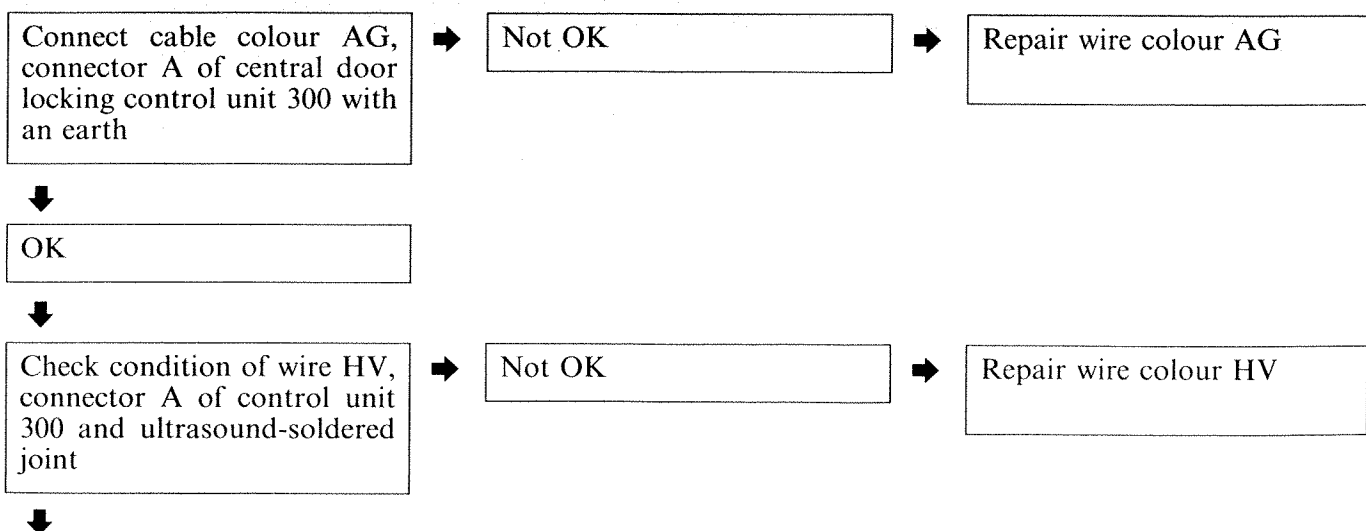 Connect cable colour AG,
connector A of central door
locking control unit 300 with
an earth
Not OK
Repair wire colour AG
OK
Check condition of wire HV,
connector A of control unit
300 and ultrasound-soldered
joint
Not OK
Repair wire colour HV